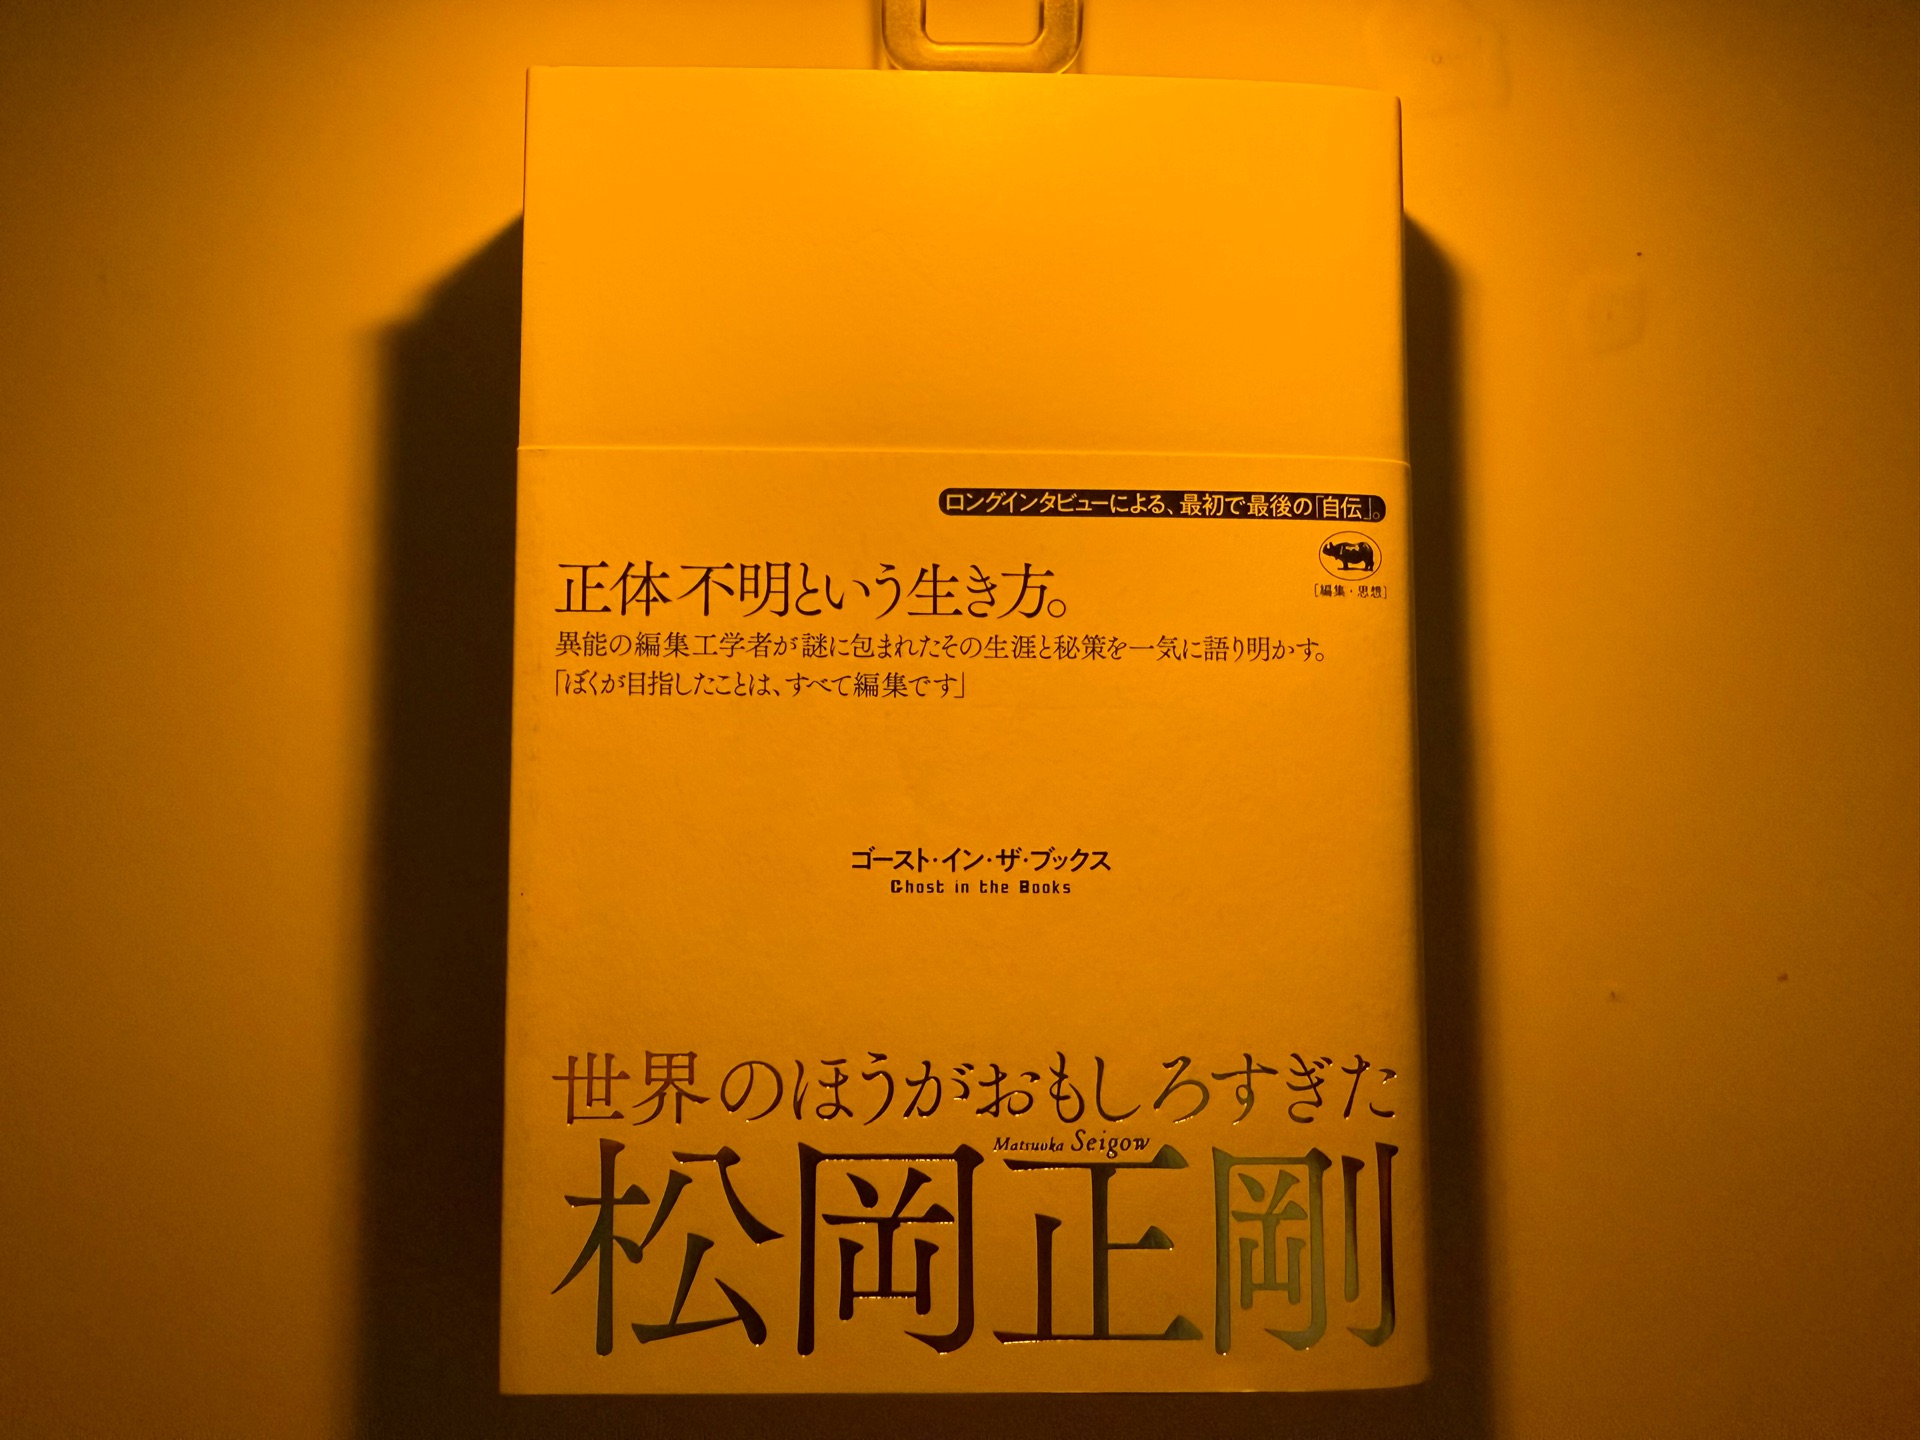 ロングインタビューによる、最初で最後の「自伝」。
[編集・思想]
正体不明という生き方。
異能の編集工学者が謎に包まれたその生涯と秘策を一気に語り明かす。
「ぼくが目指したことは、すべて編集です」
ゴースト・イン・ザ・ブックス
Ghost in the Books
世界のほうがおもしろすぎた
Matsuoka Seigow
松岡正剛